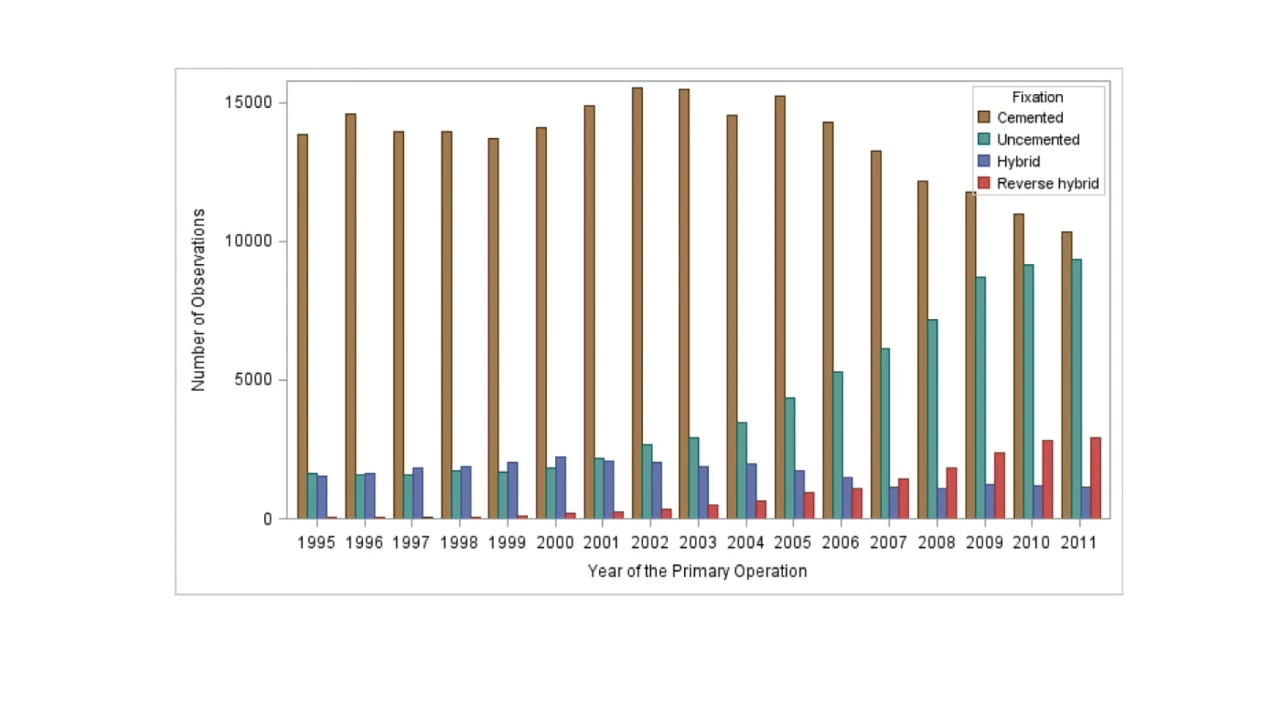 Fixation
Cemented
Uncemented
Hybrid
Reverse hybrid
15000
10000
5000
0
Number of Observations
1995 1996 1997 1998 1999 2000 2001 2002 2003 2004 2005 2006 2007 2008 2009 2010 2011
Year of the Primary Operation